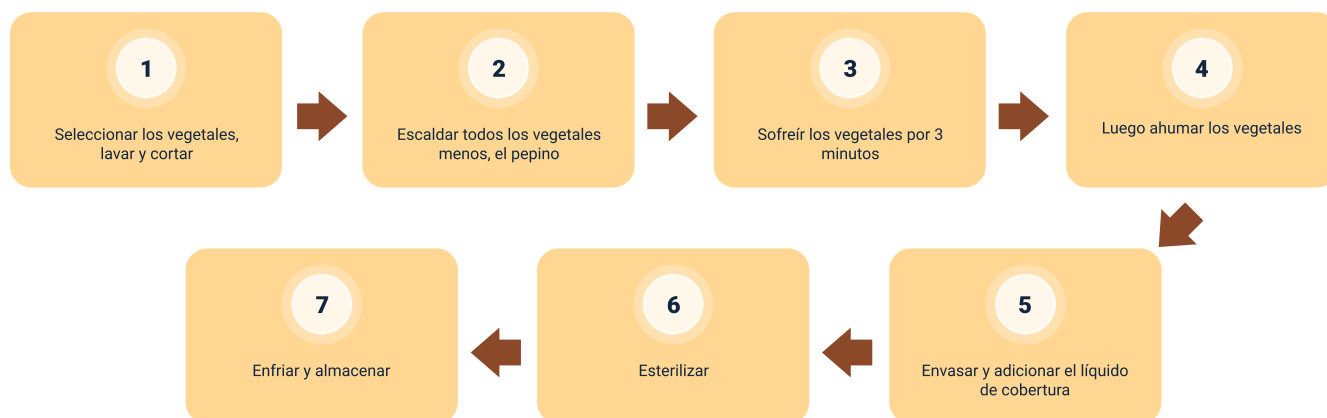 1
Seleccionar los vegetales,
lavar y cortar
2
Escaldar todos los vegetales
menos, el pepino
3
Sofreír los vegetales por 3
minutos
4
Luego ahumar los vegetales
5
Envasar y adicionar el líquido
de cobertura
6
Esterilizar
7
Enfriar y almacenar